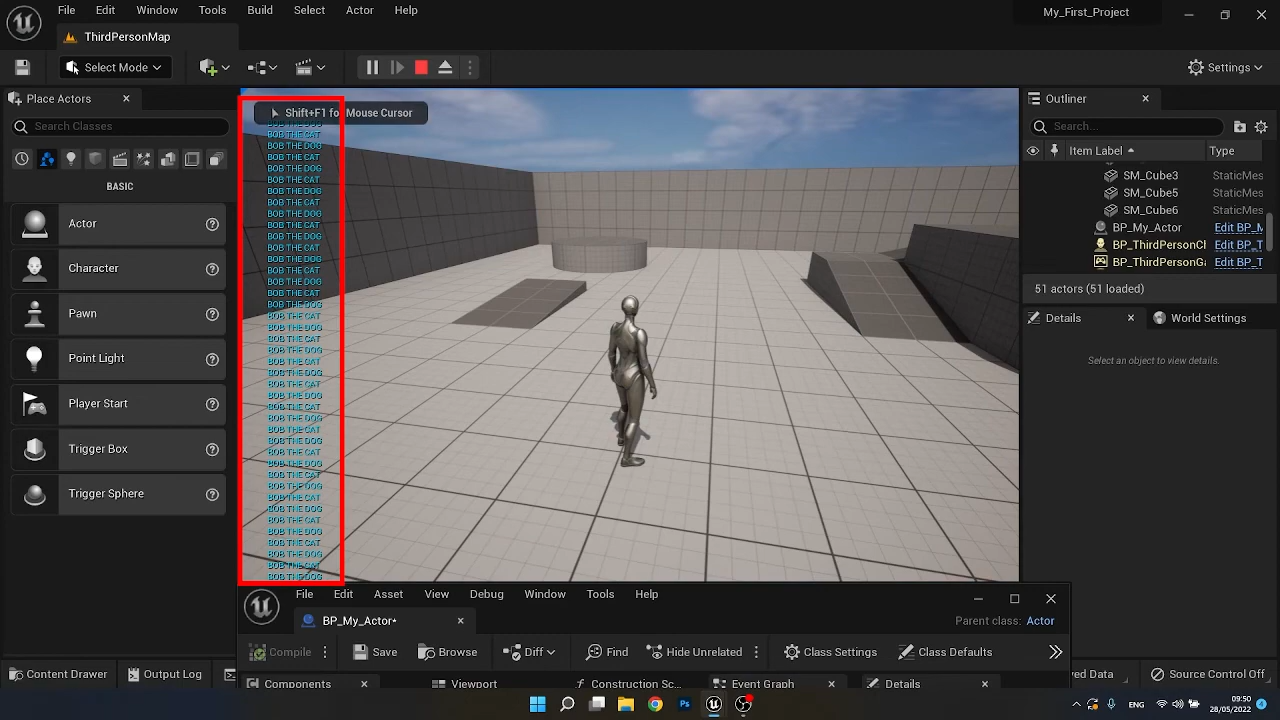 File Edit Window Tools Build Select Actor Help
My_First_Project
ThirdPersonMap
Select Mode
Settings
Place Actors
Search Classes
BASIC
Actor
Character
Pawn
Point Light
Player Start
Trigger Box
Trigger Sphere
Shift+F1 for Mouse Cursor
BOB THE DOG
BOB THE CAT
BOB THE DOG
BOB THE CAT
BOB THE DOG
BOB THE CAT
BOB THE DOG
BOB THE CAT
BOB THE DOG
BOB THE CAT
BOB THE DOG
BOB THE CAT
BOB THE DOG
BOB THE CAT
BOB THE DOG
BOB THE CAT
BOB THE DOG
BOB THE CAT
BOB THE DOG
BOB THE CAT
BOB THE DOG
BOB THE CAT
BOB THE DOG
BOB THE CAT
BOB THE DOG
BOB THE CAT
BOB THE DOG
BOB THE CAT
BOB THE DOG
BOB THE CAT
BOB THE DOG
BOB THE CAT
BOB THE DOG
BOB THE CAT
BOB THE DOG
BOB THE CAT
BOB THE DOG
BOB THE CAT
BOB THE DOG
BOB THE CAT
BOB THE DOG
Outliner
Search...
Item Label Type
SM_Cube3 StaticMes
SM_Cube5 StaticMes
SM_Cube6 StaticMes
BP_My_Actor Edit BP_M
BP_ThirdPersonCl Edit BP_T
BP_ThirdPersonGa Edit BP_T
51 actors (51 loaded)
Details World Settings
Select an object to view details.
File Edit Asset View Debug Window Tools Help
BP_My_Actor*
Parent class: Actor
Compile Save Browse Diff Find Hide Unrelated Class Settings Class Defaults
Components Viewport Construction Sc... Event Graph Details
Content Drawer Output Log
ved Data Source Control Off
Ps
ENG
09:50
28/05/2022
4